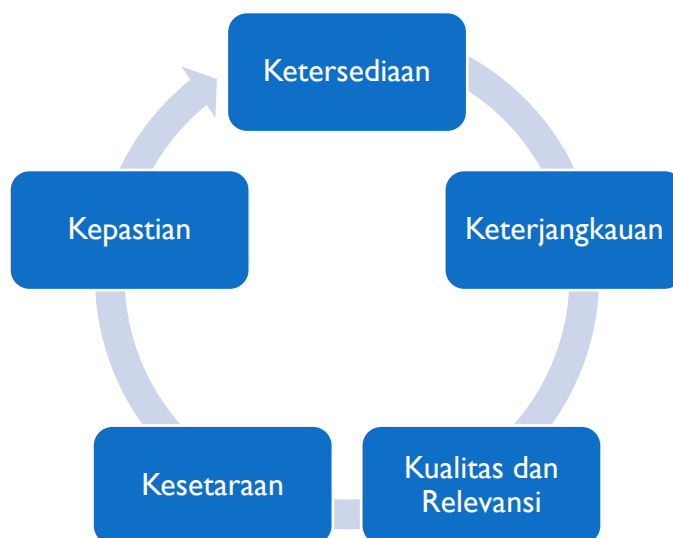 Ketersediaan
Keterjangkauan
Kualitas dan
Relevansi
Kesetaraan
Kepastian